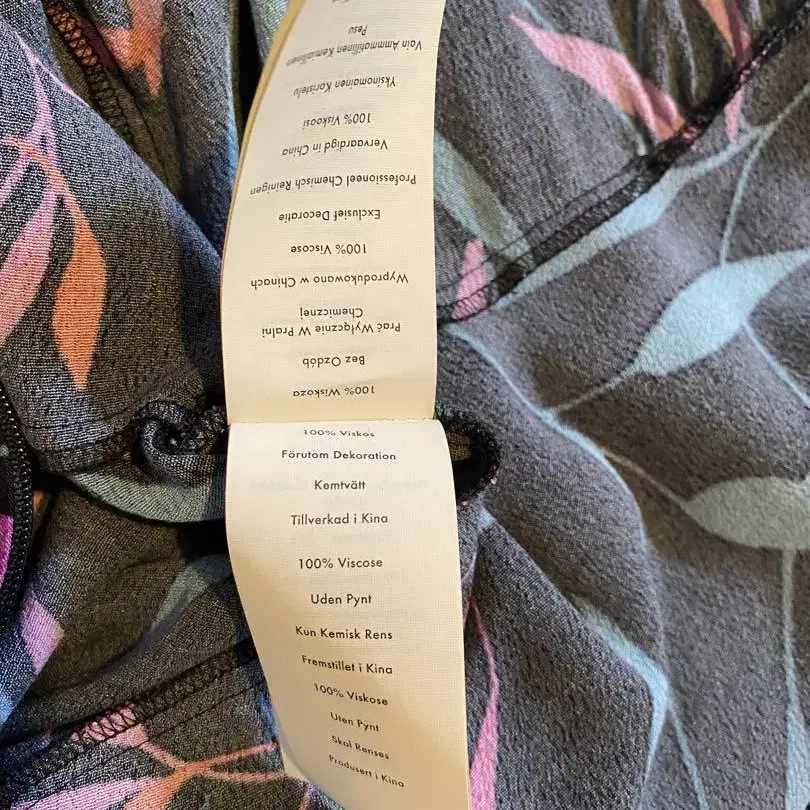 100% Wiskoza
Bez Ozdób
Prać Wyłącznie W Pralni
Chemicznej
Wyprodukowano w Chinach
100% Viscose
Exclusief Decoratie
Professioneel Chemisch Reinigen
Vervaardigd in China
100% Viskoosi
Yksinomainen Koristelu
Vain Ammmahillinen Kemiallinen
Pesu
100% Viskos
Förutom Dekoration
Kemtvätt
Tillverkad i Kina
100% Viscose
Uden Pynt
Kun Kemisk Rens
Fremstillet i Kina
100% Viskose
Uten Pynt
Skal Renses
Produsert i Kina